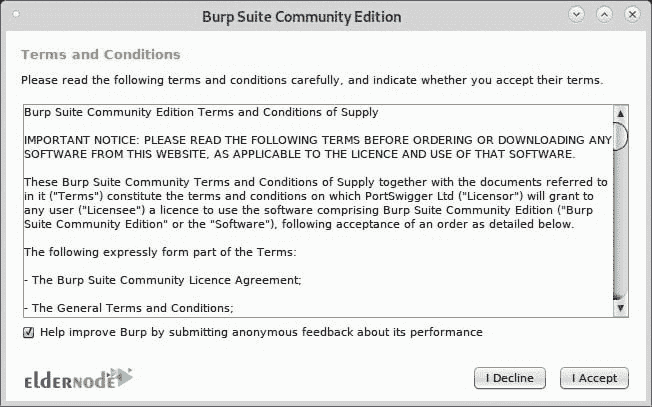 Burp Suite Community Edition
Terms and Conditions
Please read the following terms and conditions carefully, and indicate whether you accept their terms.
Burp Suite Community Edition Terms and Conditions of Supply
IMPORTANT NOTICE: PLEASE READ THE FOLLOWING TERMS BEFORE ORDERING OR DOWNLOADING ANY
SOFTWARE FROM THIS WEBSITE, AS APPLICABLE TO THE LICENCE AND USE OF THAT SOFTWARE.
These Burp Suite Community Terms and Conditions of Supply together with the documents referred to
in it ("Terms") constitute the terms and conditions on which PortSwigger Ltd ("Licensor") will grant to
any user ("Licensee") a licence to use the software comprising Burp Suite Community Edition ("Burp
Suite Community Edition" or the "Software"), following acceptance of an order as detailed below.
The following expressly form part of the Terms:
- The Burp Suite Community Licence Agreement;
- The General Terms and Conditions;
Help improve Burp by submitting anonymous feedback about its performance
elderNode
I Decline
I Accept